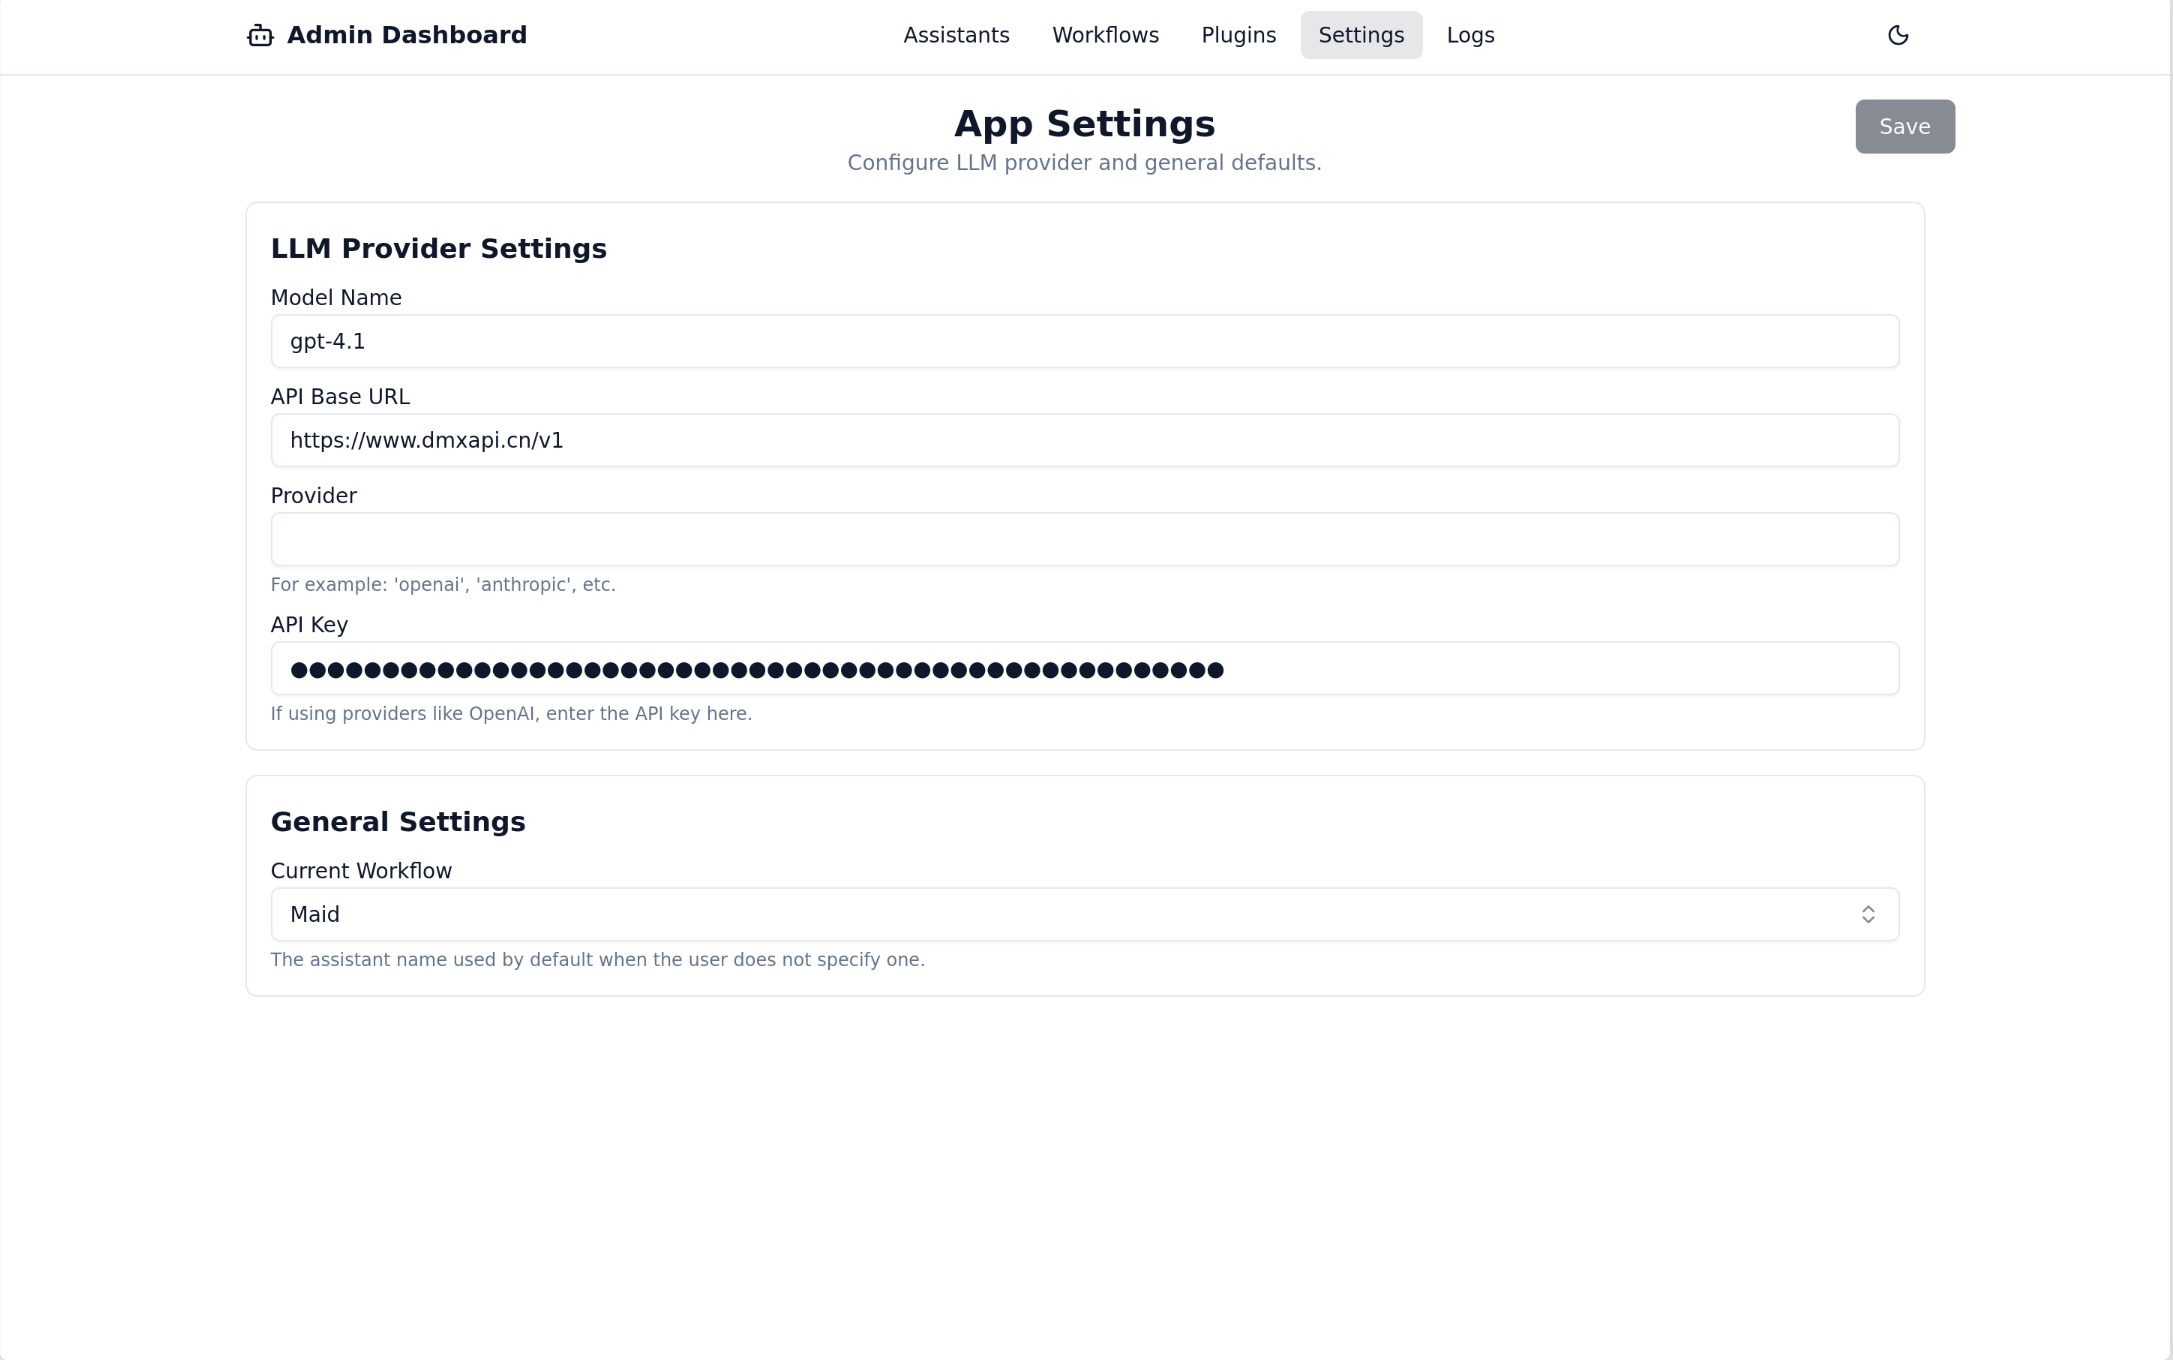 Admin Dashboard
Assistants
Workflows
Plugins
Settings
Logs
App Settings
Configure LLM provider and general defaults.
Save
LLM Provider Settings
Model Name
gpt-4.1
API Base URL
https://www.dmxapi.cn/v1
Provider
For example: 'openai', 'anthropic', etc.
API Key
If using providers like OpenAI, enter the API key here.
General Settings
Current Workflow
Maid
The assistant name used by default when the user does not specify one.